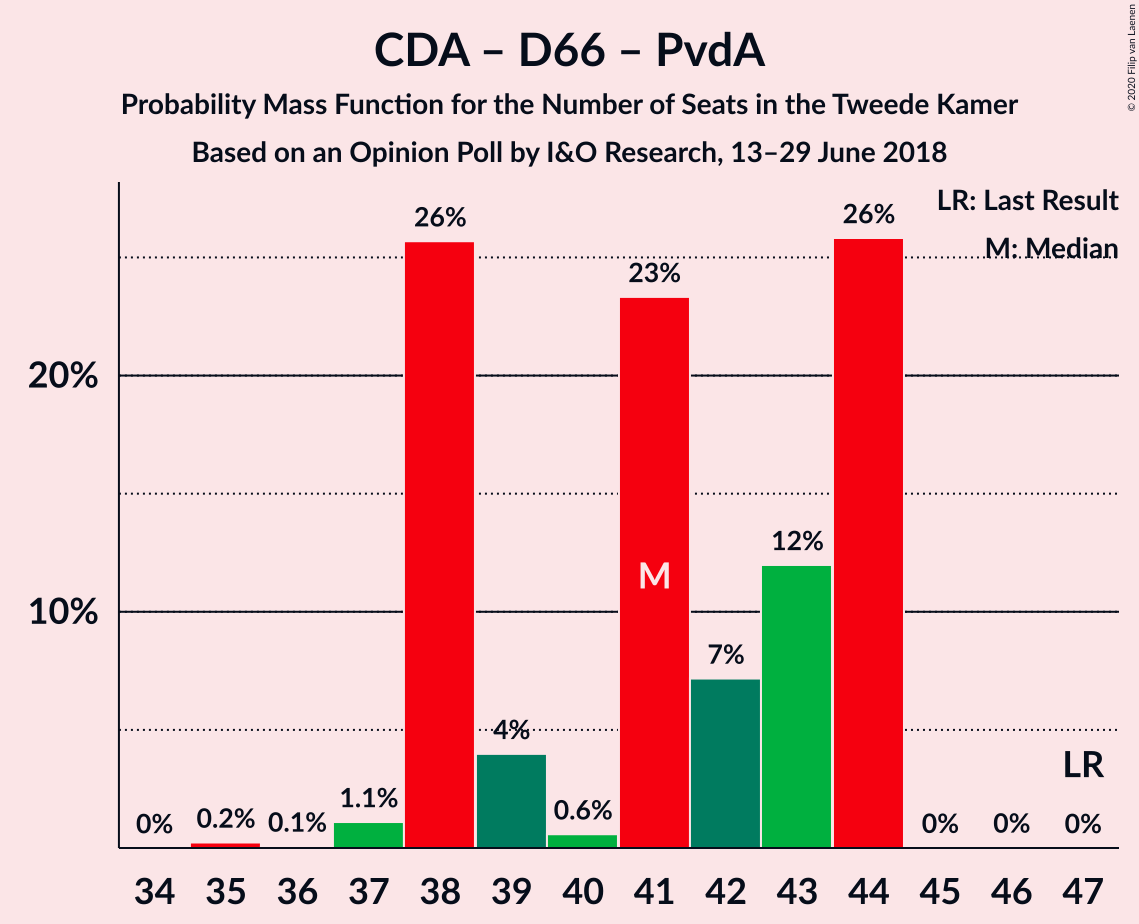 CDA – D66 – PvdA
Probability Mass Function for the Number of Seats in the Tweede Kamer
Based on an Opinion Poll by I&O Research, 13–29 June 2018
© 2020 Filip van Laenen
LR: Last Result
M: Median
20%
10%
0%
0.2%
0.1%
1.1%
26%
4%
0.6%
23%
M
7%
12%
26%
0%
0%
0%
LR
34 35 36 37 38 39 40 41 42 43 44 45 46 47